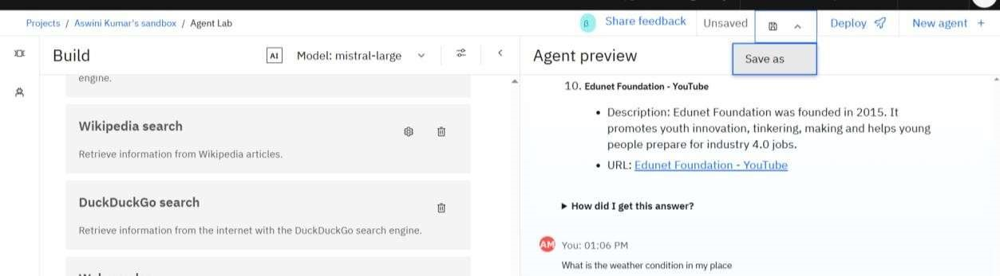 Projects / Aswini Kumar's sandbox / Agent Lab
β Share feedback Unsaved Deploy New agent +
Build AI Model: mistral-large
Agent preview
Save as
engine.
Wikipedia search
Retrieve information from Wikipedia articles.
DuckDuckGo search
Retrieve information from the internet with the DuckDuckGo search engine.
10. Edunet Foundation - YouTube
• Description: Edunet Foundation was founded in 2015. It
promotes youth innovation, tinkering, making and helps young
people prepare for industry 4.0 jobs.
• URL: Edunet Foundation - YouTube
How did I get this answer?
AM You: 01:06 PM
What is the weather condition in my place